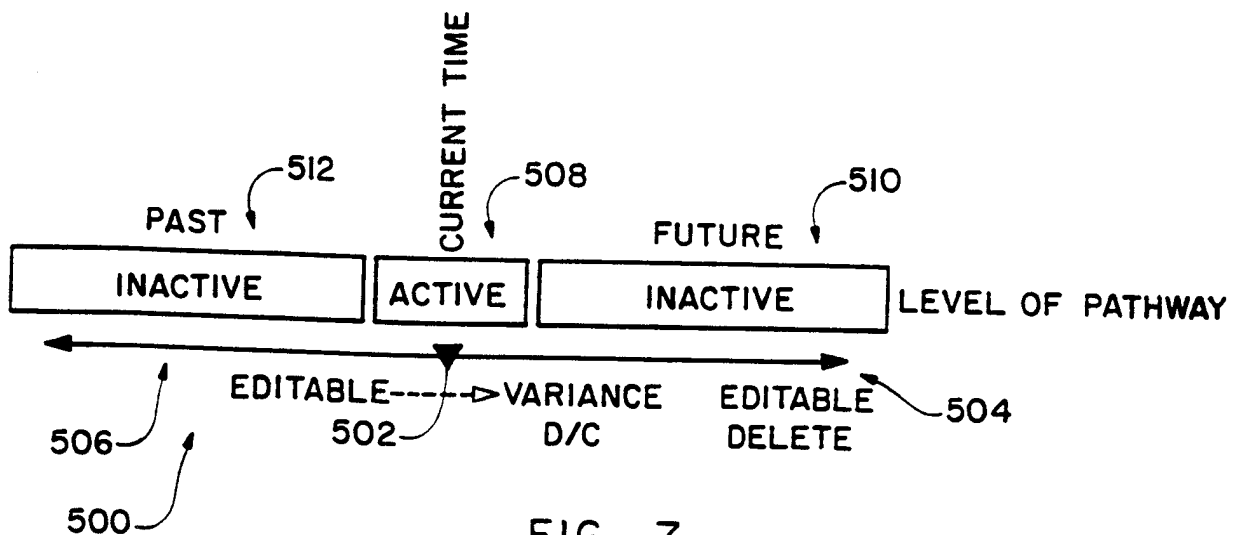 CURRENT TIME
512
508
510
PAST
FUTURE
INACTIVE
ACTIVE
INACTIVE
LEVEL OF PATHWAY
EDITABLE
VARIANCE
EDITABLE
504
506
502
D/C
DELETE
500